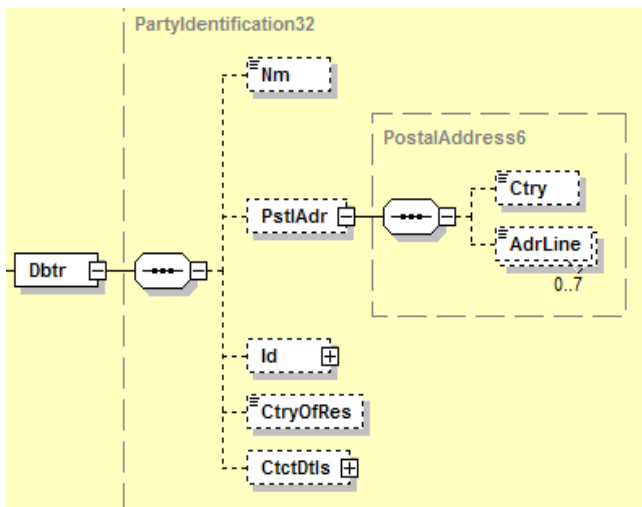 PartyIdentification32
Nm
PostalAddress6
Ctry
PstlAdr
AdrLine
0..7
Dbtr
Id
CtryOfRes
CtctDtls